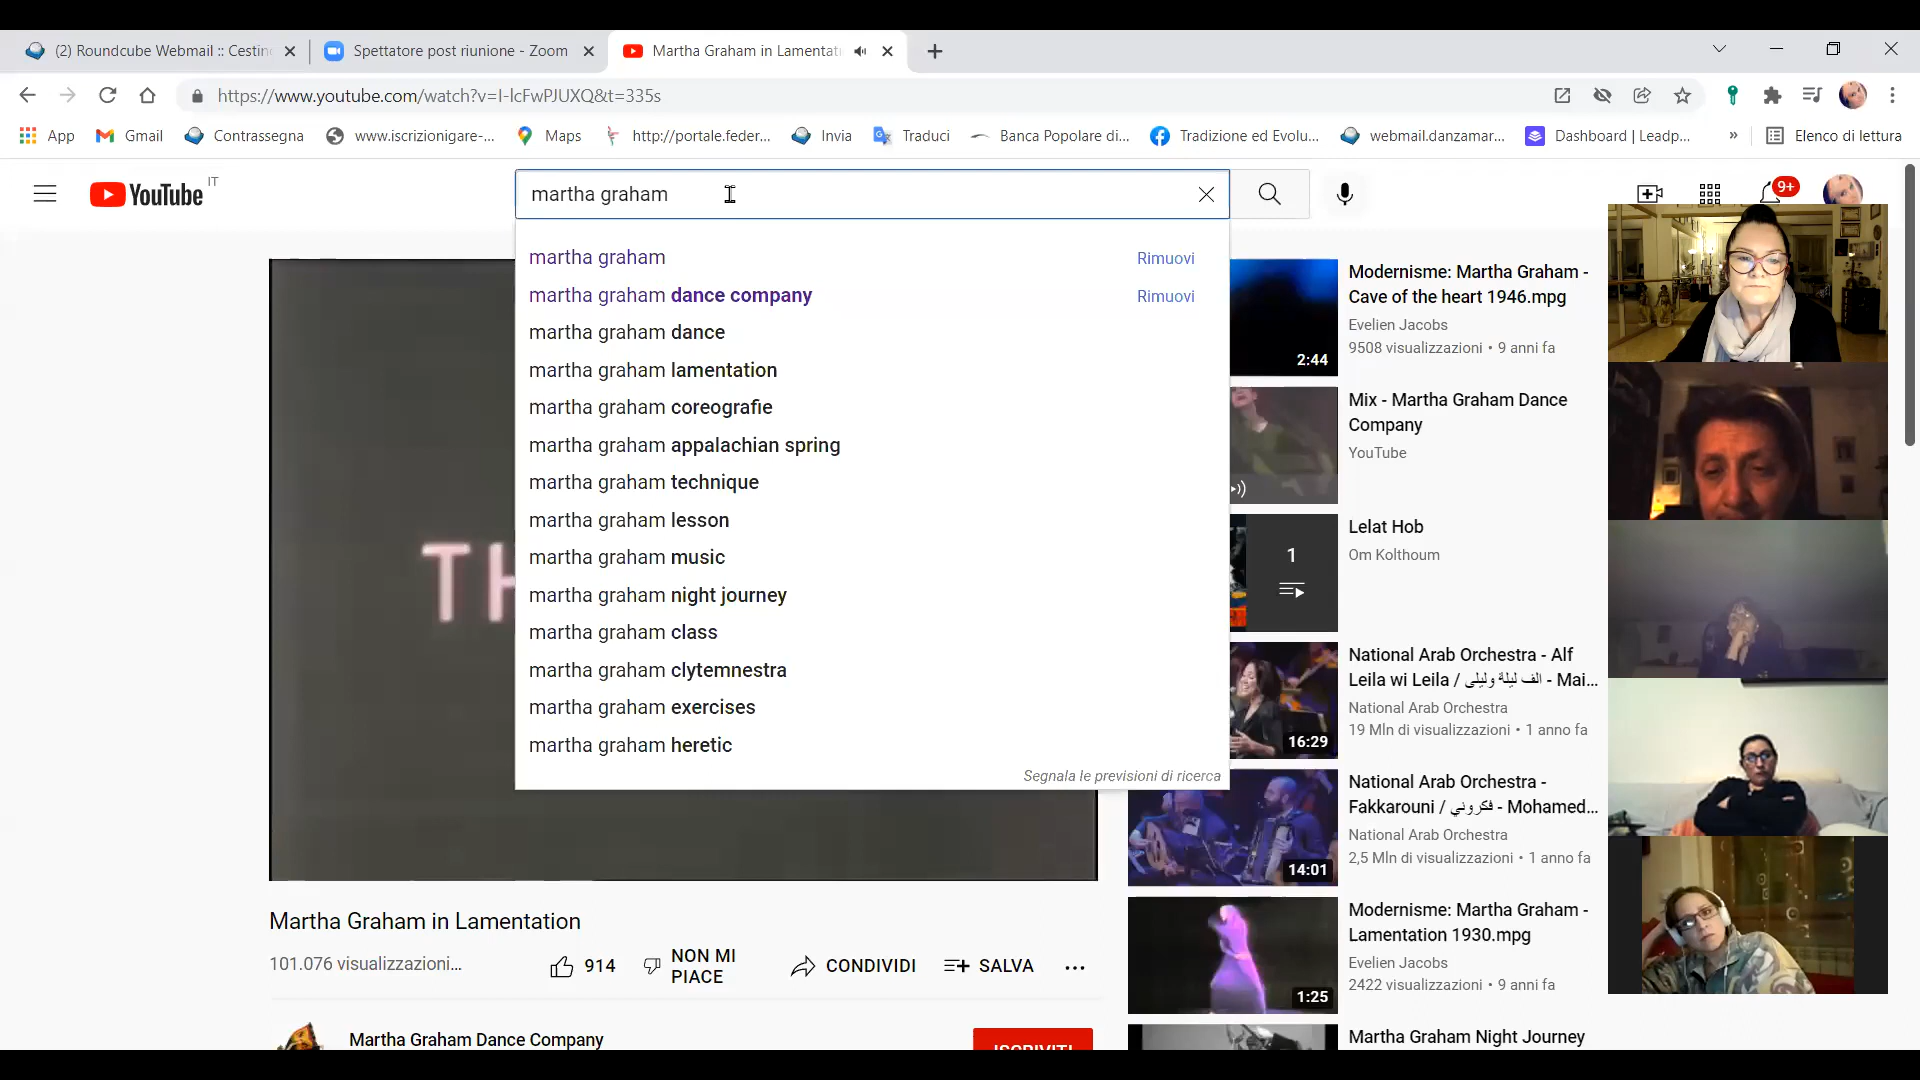 (2) Roundcube Webmail :: Cestin
Spettatore post riunione - Zoom
Martha Graham in Lamentati
https://www.youtube.com/watch?v=I-lcFwPJUXQ&t=335s
App
Gmail
Contrassegna
www.iscrizionigare-...
Maps
http://portale.feder...
Invia
Traduci
Banca Popolare di...
Tradizione ed Evolu...
webmail.danzamar...
Dashboard | Leadp...
»
Elenco di lettura
YouTube IT
martha graham
9+
martha graham Rimuovi
martha graham dance company Rimuovi
martha graham dance
martha graham lamentation
martha graham coreografie
martha graham appalachian spring
martha graham technique
martha graham lesson
martha graham music
martha graham night journey
martha graham class
martha graham clytemnestra
martha graham exercises
martha graham heretic
Segnala le previsioni di ricerca
TH
Martha Graham in Lamentation
101.076 visualizzazioni...
914
NON MI
PIACE
CONDIVIDI
SALVA
Martha Graham Dance Company
ISCRIVITI
2:44
Modernisme: Martha Graham -
Cave of the heart 1946.mpg
Evelien Jacobs
9508 visualizzazioni • 9 anni fa
Mix - Martha Graham Dance
Company
YouTube
1
Lelat Hob
Om Kolthoum
16:29
National Arab Orchestra - Alf
Leila wi Leila / الف ليلة وليلى - Mai...
National Arab Orchestra
19 Mln di visualizzazioni • 1 anno fa
14:01
National Arab Orchestra -
Fakkarouni / فكروني - Mohamed...
National Arab Orchestra
2,5 Mln di visualizzazioni • 1 anno fa
1:25
Modernisme: Martha Graham -
Lamentation 1930.mpg
Evelien Jacobs
2422 visualizzazioni • 9 anni fa
Martha Graham Night Journey